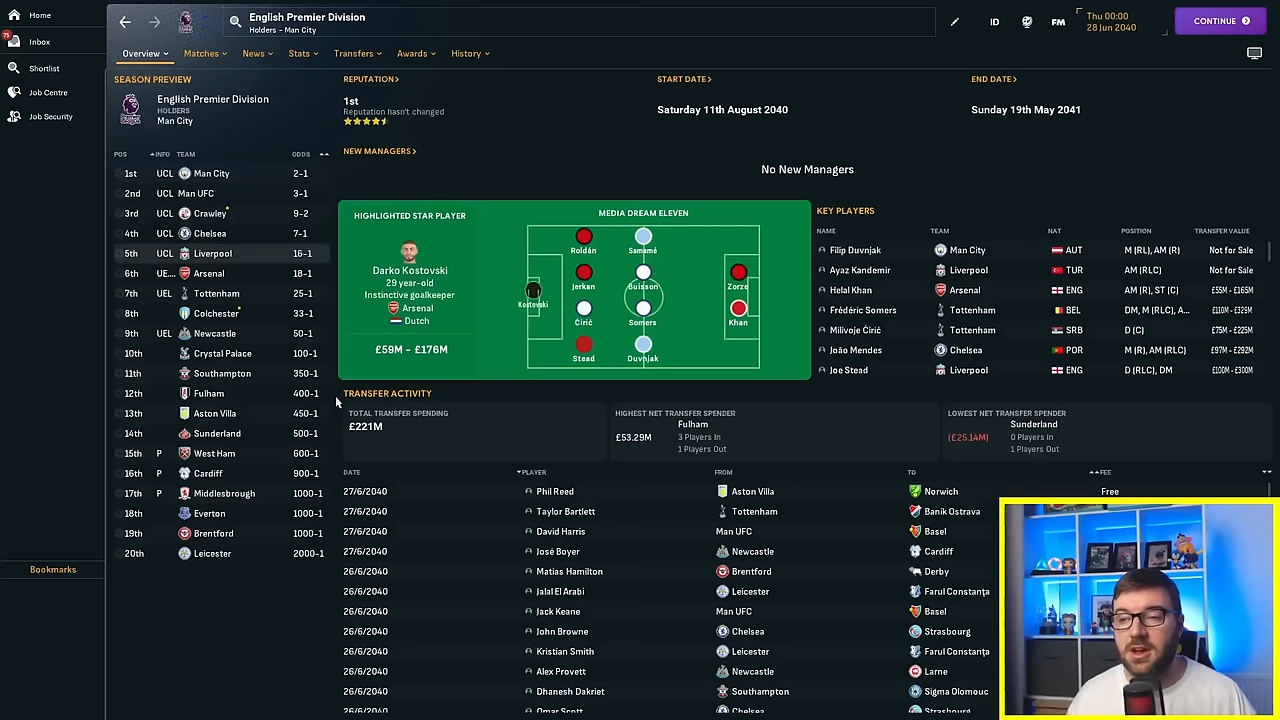 Home
75
Inbox
Shortlist
Job Centre
Job Security
Bookmarks
English Premier Division
Holders - Man City
ID
FM
Thu 00:00
28 Jun 2040
CONTINUE
Overview
Matches
News
Stats
Transfers
Awards
History
SEASON PREVIEW
English Premier Division
HOLDERS
Man City
REPUTATION
1st
Reputation hasn't changed
START DATE
Saturday 11th August 2040
END DATE
Sunday 19th May 2041
NEW MANAGERS
No New Managers
POS INFO TEAM ODDS
1st UCL Man City 2-1
2nd UCL Man UFC 3-1
3rd UCL Crawley 9-2
4th UCL Chelsea 7-1
5th UCL Liverpool 16-1
6th UE... Arsenal 18-1
7th UEL Tottenham 25-1
8th Colchester 33-1
9th UEL Newcastle 50-1
10th Crystal Palace 100-1
11th Southampton 350-1
12th Fulham 400-1
13th Aston Villa 450-1
14th Sunderland 500-1
15th P West Ham 600-1
16th P Cardiff 900-1
17th P Middlesbrough 1000-1
18th Everton 1000-1
19th Brentford 1000-1
20th Leicester 2000-1
HIGHLIGHTED STAR PLAYER
Darko Kostovski
29 year-old
Instinctive goalkeeper
Arsenal
Dutch
£59M - £176M
MEDIA DREAM ELEVEN
Roldán Samamé
Jerkan Buisson Zorze
Kostovski
Ćirić Somers Khan
Stead Duvnjak
KEY PLAYERS
NAME TEAM NAT POSITION TRANSFER VALUE
Filip Duvnjak Man City AUT M (RL), AM (R) Not for Sale
Ayaz Kandemir Liverpool TUR AM (RLC) Not for Sale
Helal Khan Arsenal ENG AM (R), ST (C) £55M - £165M
Frédéric Somers Tottenham BEL DM, M (RLC), A... £110M - £329M
Milivoje Ćirić Tottenham SRB D (C) £75M - £225M
João Mendes Chelsea POR M (R), AM (RLC) £97M - £292M
Joe Stead Liverpool ENG D (RLC), DM £100M - £300M
TRANSFER ACTIVITY
TOTAL TRANSFER SPENDING
£221M
HIGHEST NET TRANSFER SPENDER
Fulham
£53.29M
3 Players In
1 Players Out
LOWEST NET TRANSFER SPENDER
Sunderland
(£25.14M)
0 Players In
1 Players Out
DATE PLAYER FROM TO FEE
27/6/2040 Phil Reed Aston Villa Norwich Free
27/6/2040 Taylor Bartlett Tottenham Baník Ostrava
27/6/2040 David Harris Man UFC Basel
27/6/2040 José Boyer Newcastle Cardiff
26/6/2040 Matías Hamilton Brentford Derby
26/6/2040 Jalal El Arabi Leicester Farul Constanţa
26/6/2040 Jack Keane Man UFC Basel
26/6/2040 John Browne Chelsea Strasbourg
26/6/2040 Kristian Smith Leicester Farul Constanţa
26/6/2040 Alex Provett Newcastle Larne
26/6/2040 Dhanesh Dakriet Southampton Sigma Olomouc
26/6/2040 Omar Scott Chelsea Strasbourg